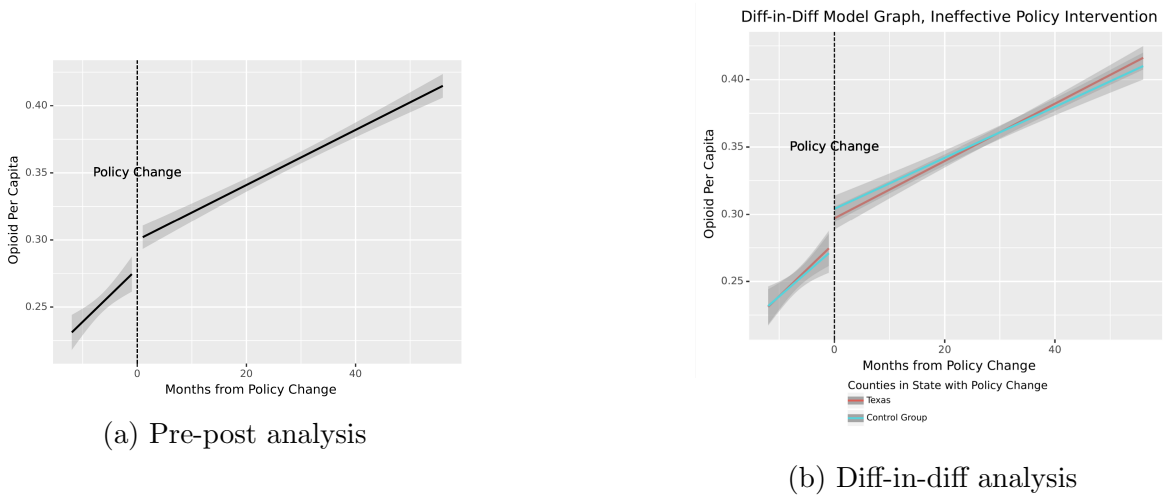 Opioid Per Capita
0.40
0.35
0.30
0.25
Policy Change
0
20
40
Months from Policy Change
(a) Pre-post analysis
Diff-in-Diff Model Graph, Ineffective Policy Intervention
Opioid Per Capita
0.40
0.35
0.30
0.25
Policy Change
0
20
40
Months from Policy Change
Counties in State with Policy Change
Texas
Control Group
(b) Diff-in-diff analysis